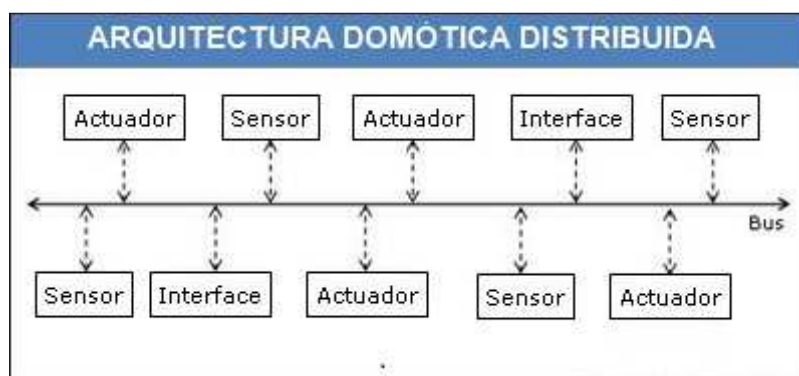 ARQUITECTURA DOMÓTICA DISTRIBUIDA
Actuador Sensor Actuador Interface Sensor
Bus
Sensor Interface Actuador Sensor Actuador